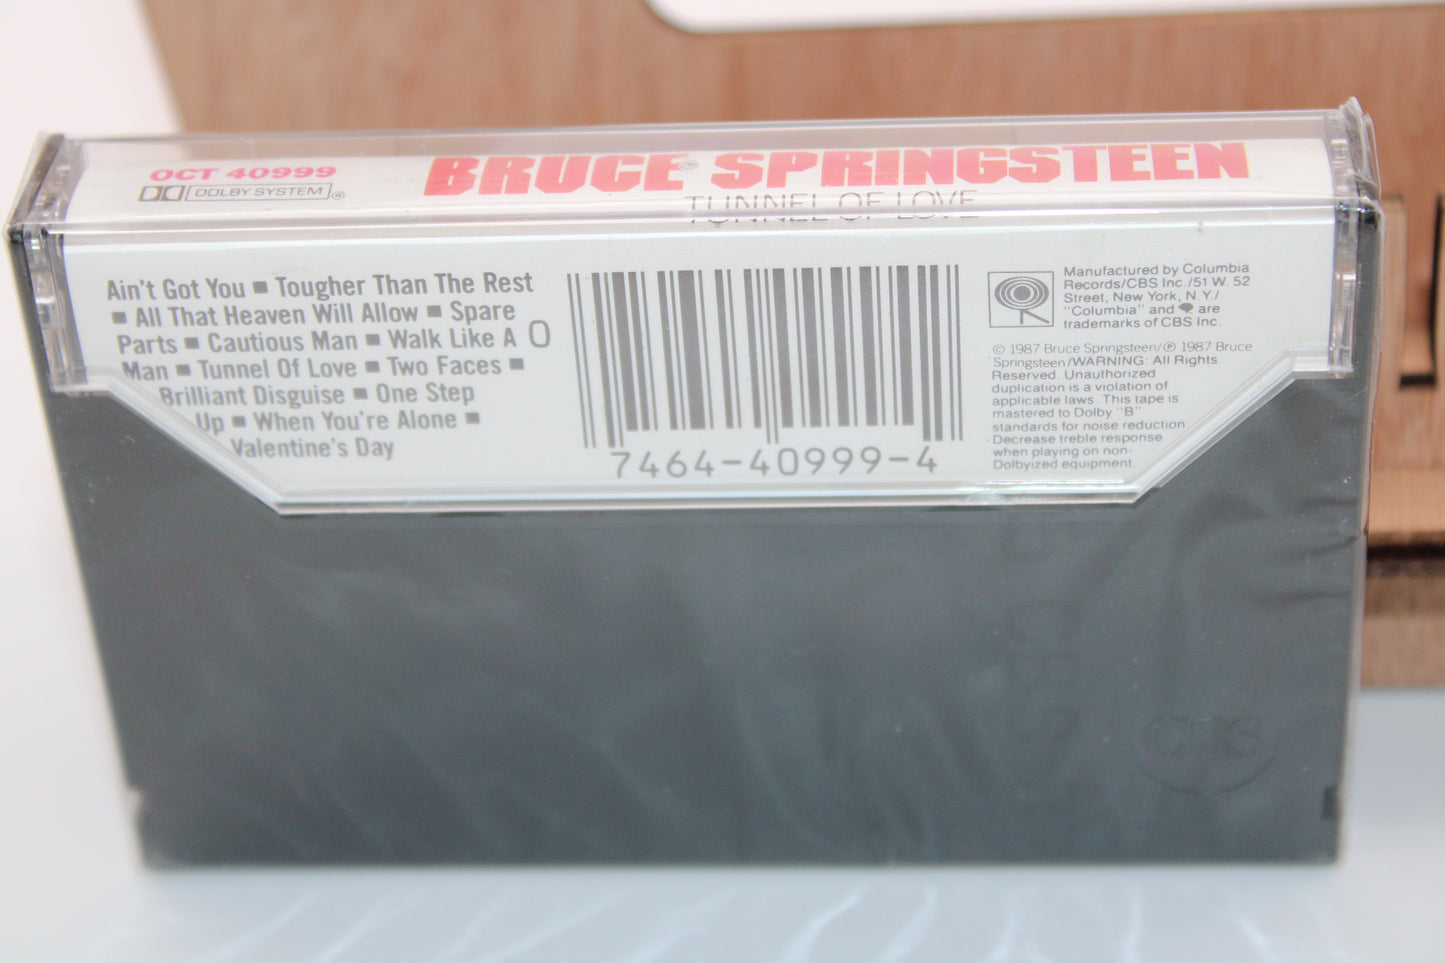 OCT 40999
DOLBY SYSTEM ®
BRUCE SPRINGSTEEN
TUNNEL OF LOVE
Ain't Got You ■ Tougher Than The Rest
■ All That Heaven Will Allow ■ Spare
Parts ■ Cautious Man ■ Walk Like A
Man ■ Tunnel Of Love ■ Two Faces ■
Brilliant Disguise ■ One Step
Up ■ When You're Alone ■
Valentine's Day
0
7464-40999-4
Manufactured by Columbia
Records/CBS Inc./51 W. 52
Street, New York, N.Y./
"Columbia" and are
trademarks of CBS Inc.
© 1987 Bruce Springsteen/℗ 1987 Bruce
Springsteen/WARNING: All Rights
Reserved. Unauthorized
duplication is a violation of
applicable laws. This tape is
mastered to Dolby "B"
standards for noise reduction.
Decrease treble response
when playing on non-
Dolbyized equipment.
CBS
CBS